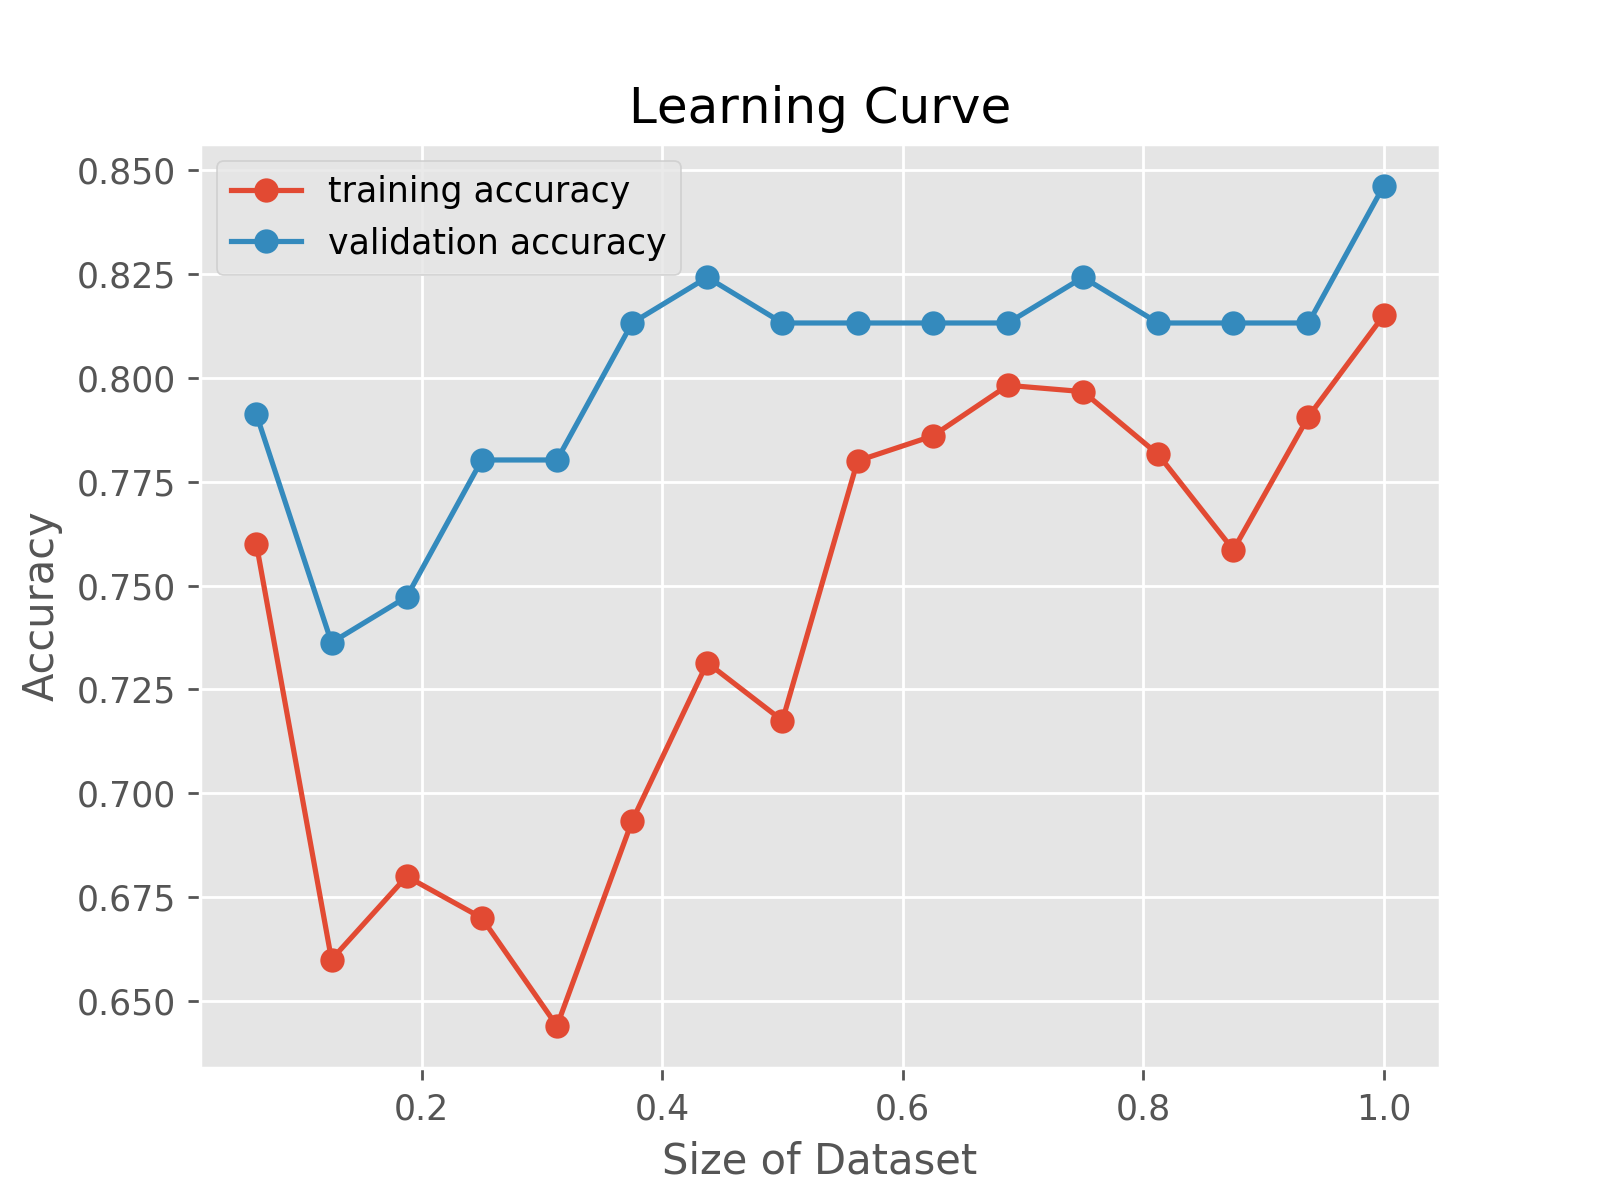 Learning Curve
training accuracy
validation accuracy
0.850
0.825
0.800
0.775
0.750
0.725
0.700
0.675
0.650
Accuracy
0.2 0.4 0.6 0.8 1.0
Size of Dataset